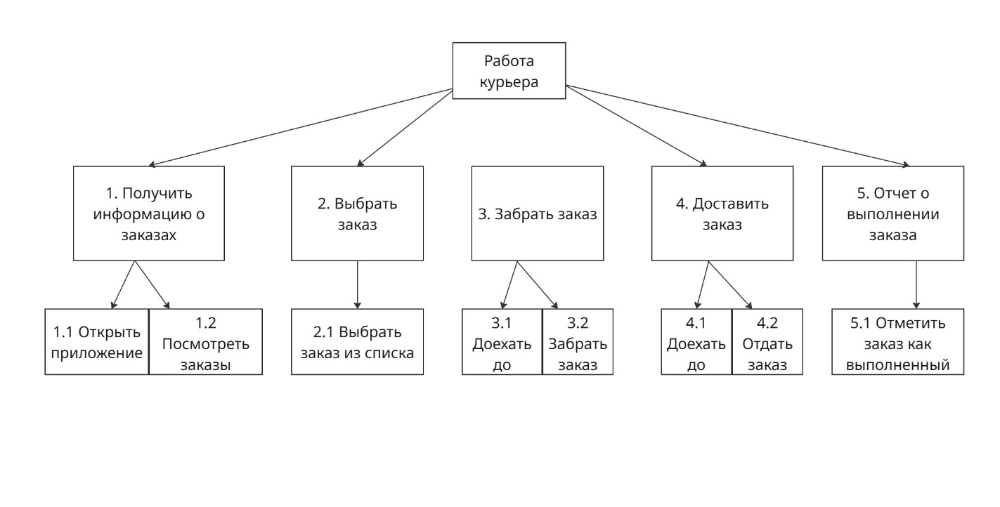 Работа
курьера
1. Получить
информацию о
заказах
2. Выбрать
заказ
3. Забрать заказ
4. Доставить
заказ
5. Отчет о
выполнении
заказа
1.1 Открыть
приложение
1.2
Посмотреть
заказы
2.1 Выбрать
заказ из списка
3.1
Доехать
до
3.2
Забрать
заказ
4.1
Доехать
до
4.2
Отдать
заказ
5.1 Отметить
заказ как
выполненный